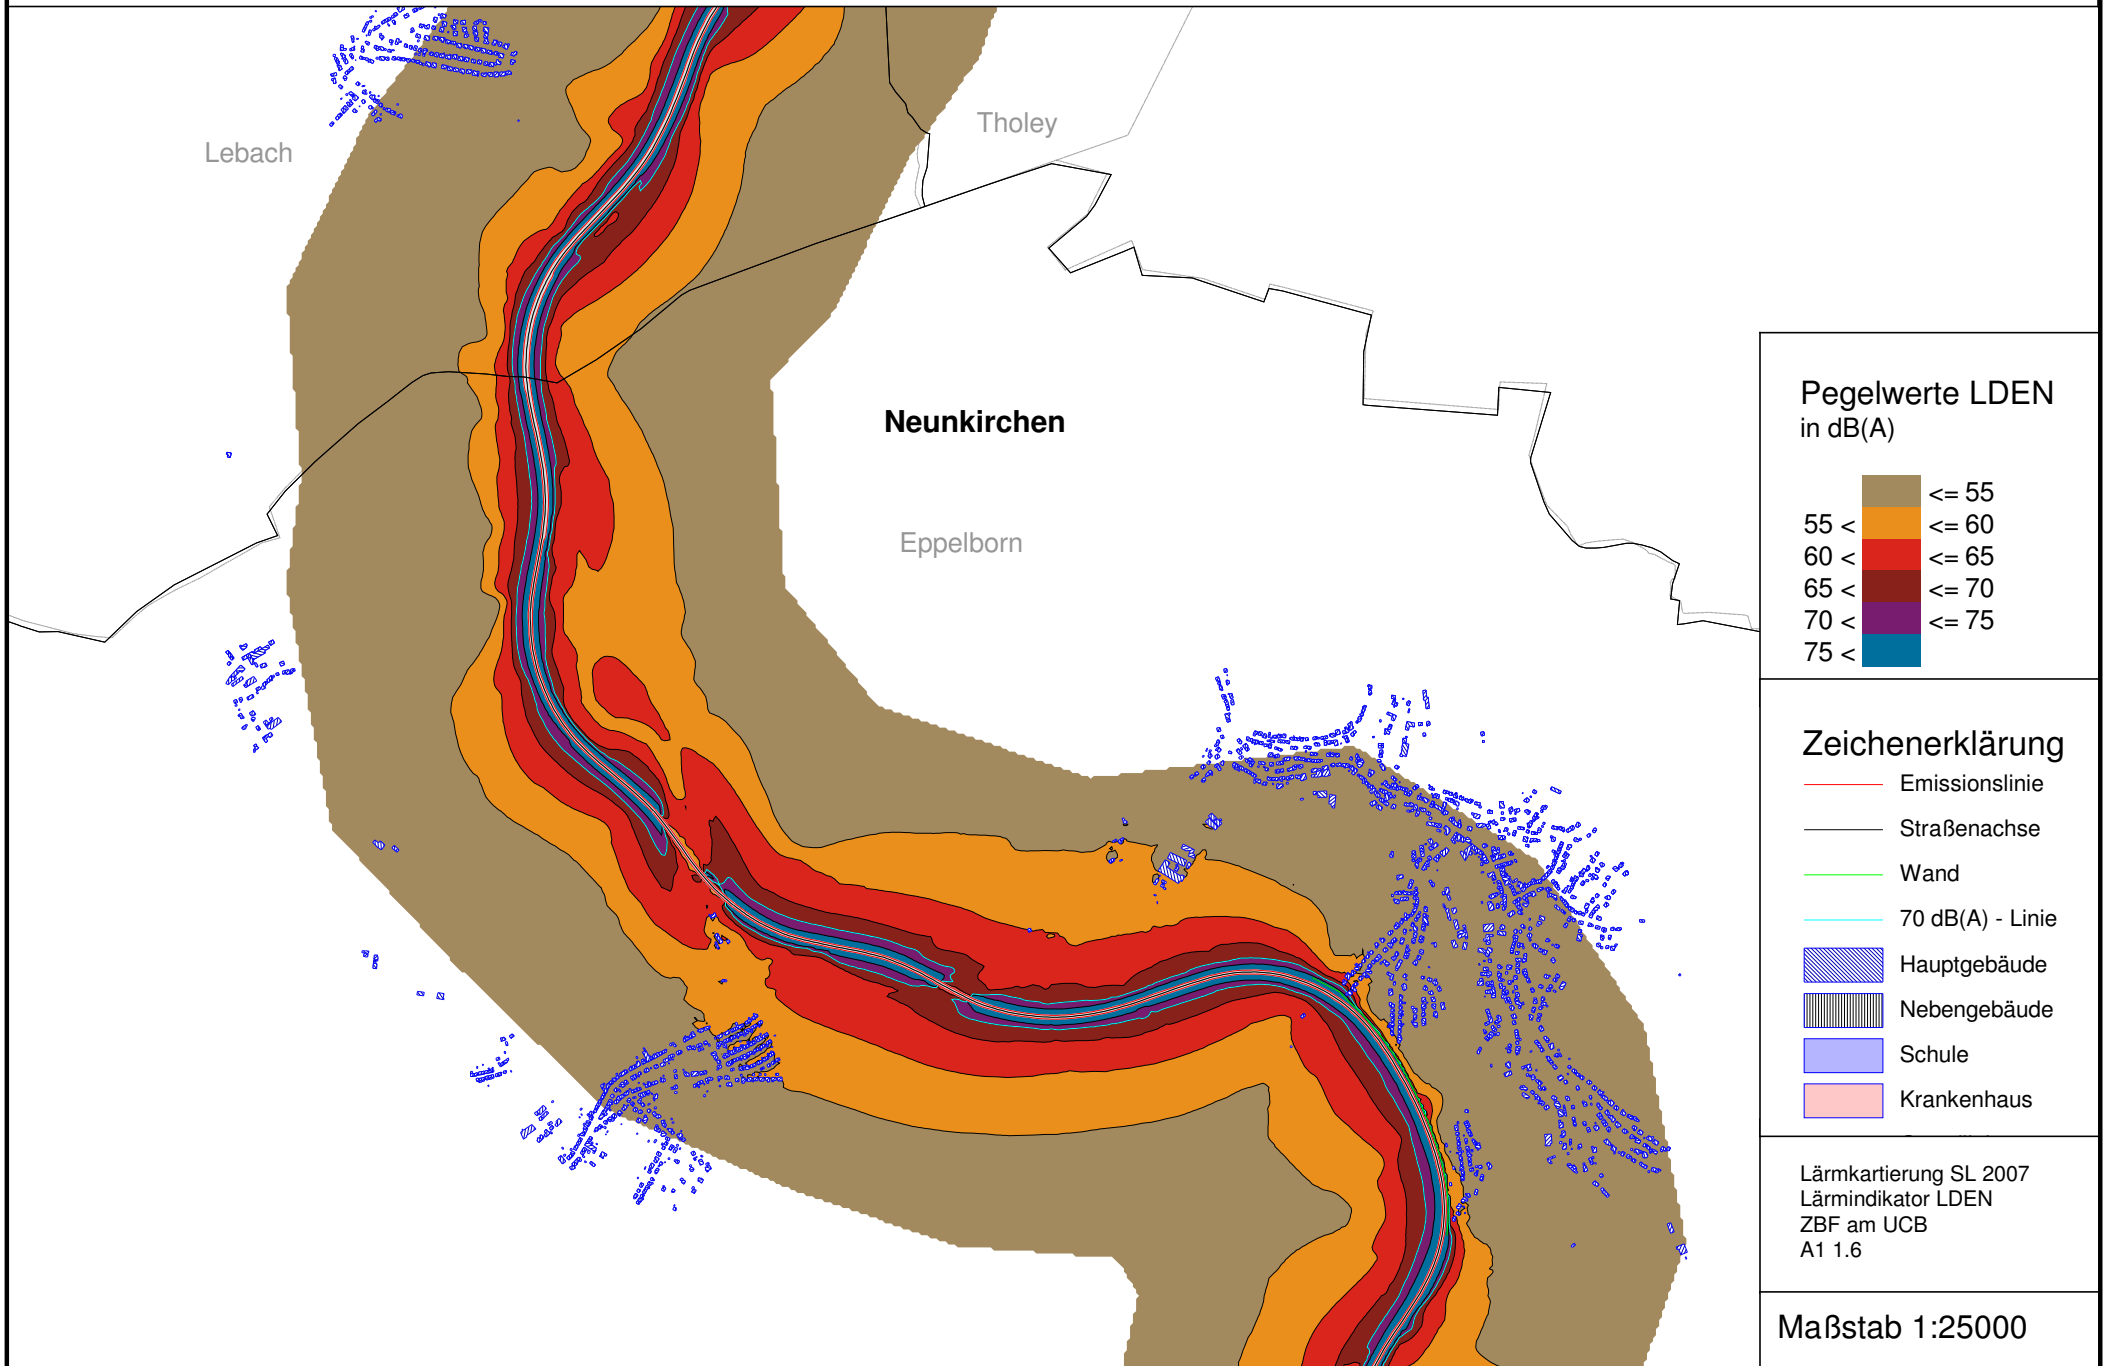 Lebach
Tholey
Neunkirchen
Eppelborn
Pegelwerte LDEN
in dB(A)
<= 55
55 < <= 60
60 < <= 65
65 < <= 70
70 < <= 75
75 <
Zeichenerklärung
Emissionslinie
Straßenachse
Wand
70 dB(A) - Linie
Hauptgebäude
Nebengebäude
Schule
Krankenhaus
Lärmkartierung SL 2007
Lärmindikator LDEN
ZBF am UCB
A1 1.6
Maßstab 1:25000